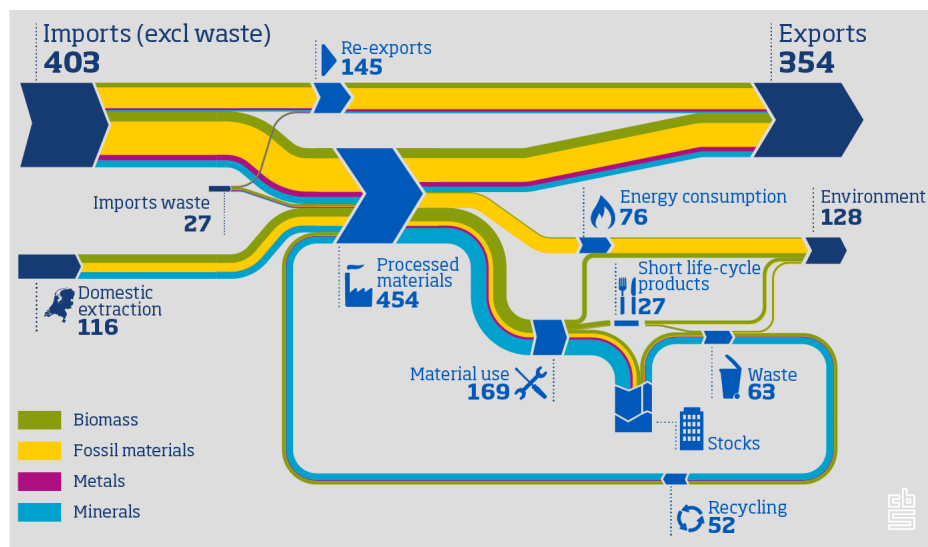 Imports (excl waste)
403
Re-exports
145
Exports
354
Imports waste
27
Energy consumption
76
Environment
128
Domestic
extraction
116
Processed
materials
454
Short life-cycle
products
27
Material use
169
Waste
63
Stocks
Biomass
Fossil materials
Metals
Minerals
Recycling
52
cbs